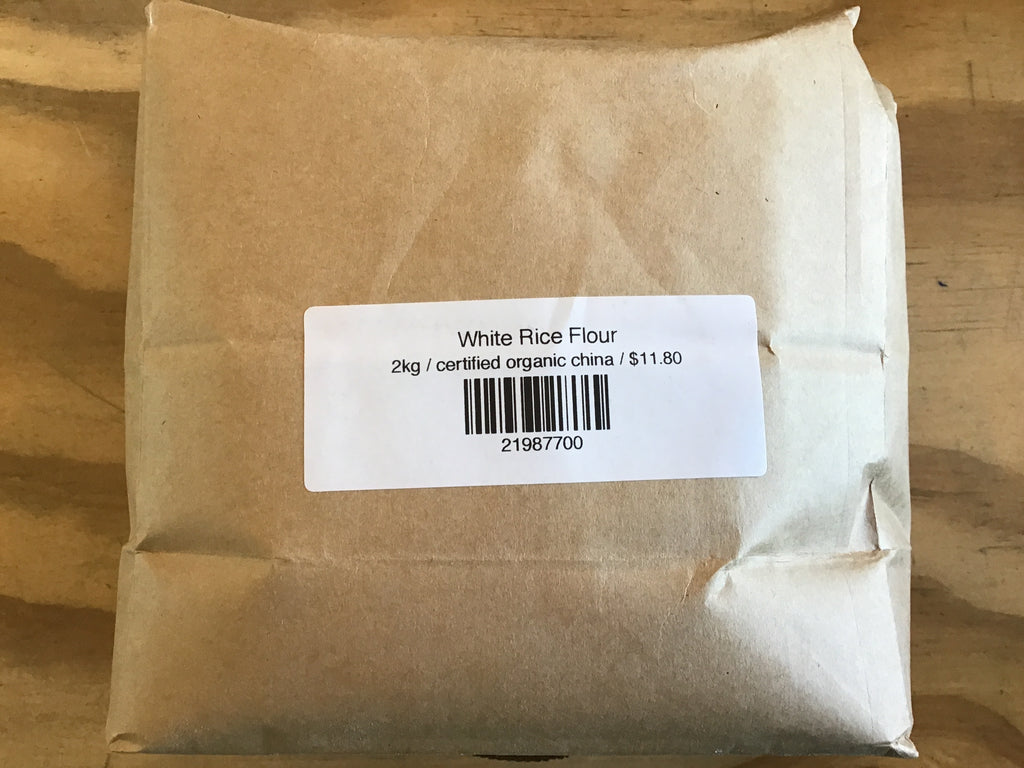 White Rice Flour
2kg / certified organic china / $11.80
21987700